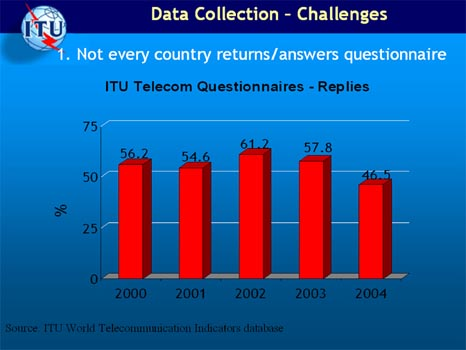 ITU
Data Collection – Challenges
1. Not every country returns/answers questionnaire
ITU Telecom Questionnaires - Replies
75
50
25
0
%
56.2
54.6
61.2
57.8
46.5
2000 2001 2002 2003 2004
Source: ITU World Telecommunication Indicators database